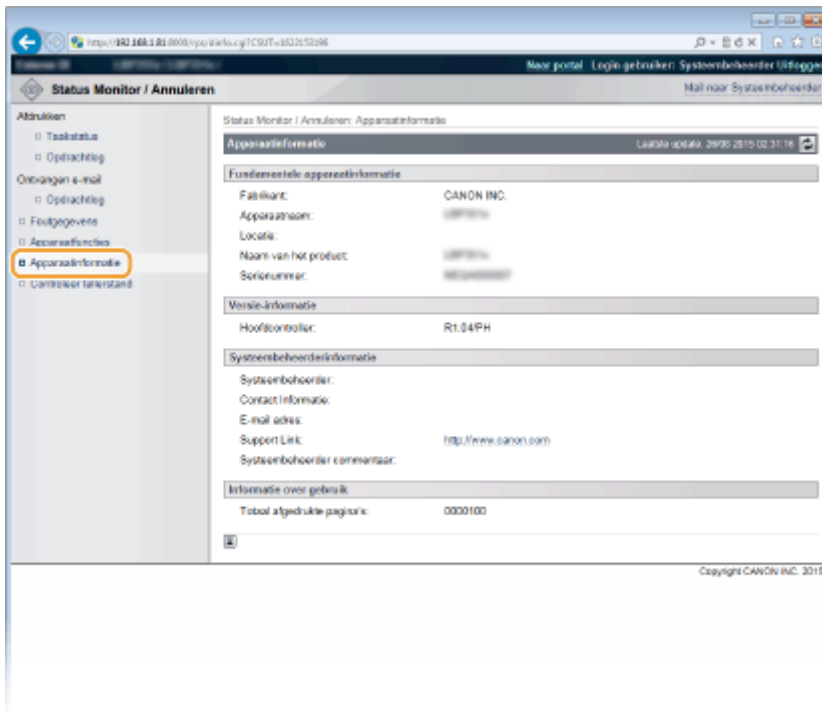 Naar portal Login gebruiker: Systeembeheerder Uitloggen
Status Monitor / Annuleren
Mail naar Systeembeheerder
Afdrukken
Taakstatus
Opdrachtlog
Ontvangen e-mail
Opdrachtlog
Foutgegevens
Apparaatfuncties
Apparaatinformatie
Controleer tellerstand
Status Monitor / Annuleren: Apparaatinformatie
Apparaatinformatie
Laatste update: 26/08 2015 02:31:16
Fundamentele apparaatinformatie
Fabrikant: CANON INC.
Apparaatnaam:
Locatie:
Naam van het product:
Serienummer:
Versie-informatie
Hoofdcontroller: R1.04/PH
Systeembeheerderinformatie
Systeembeheerder:
Contact Informatie:
E-mail adres:
Support Link: http://www.canon.com
Systeembeheerder commentaar:
Informatie over gebruik
Totaal afgedrukte pagina's: 0000100
Copyright CANON INC. 2015